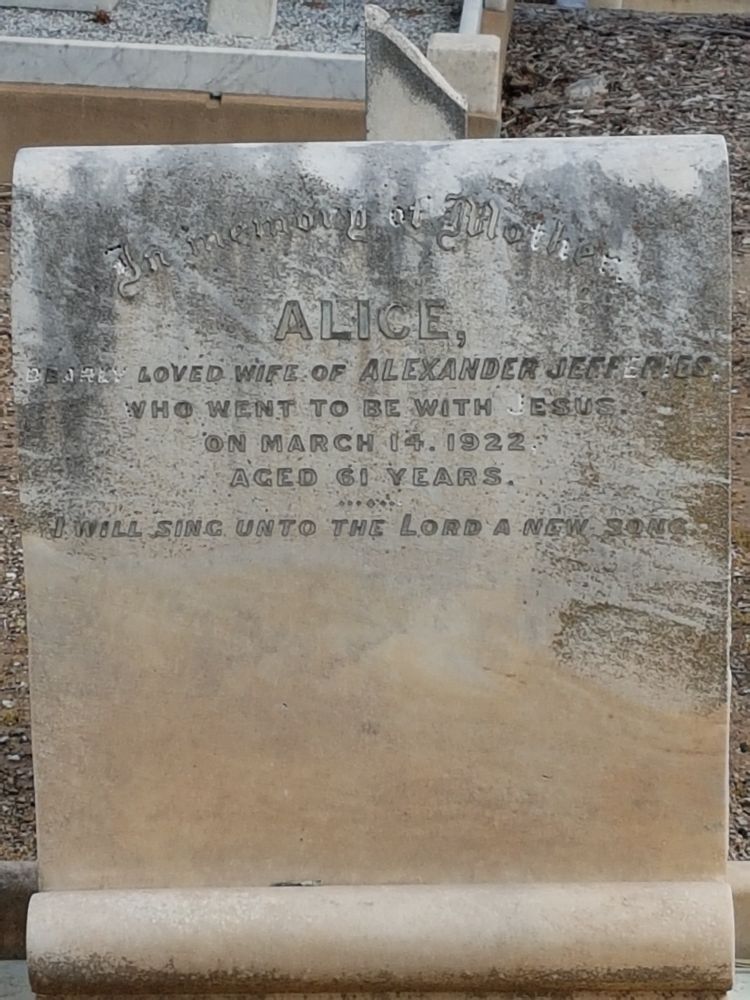 In memory of Mother
ALICE,
DEARLY LOVED WIFE OF ALEXANDER JEFFERIES,
WHO WENT TO BE WITH JESUS.
ON MARCH 14. 1922.
AGED 61 YEARS.
I WILL SING UNTO THE LORD A NEW SONG